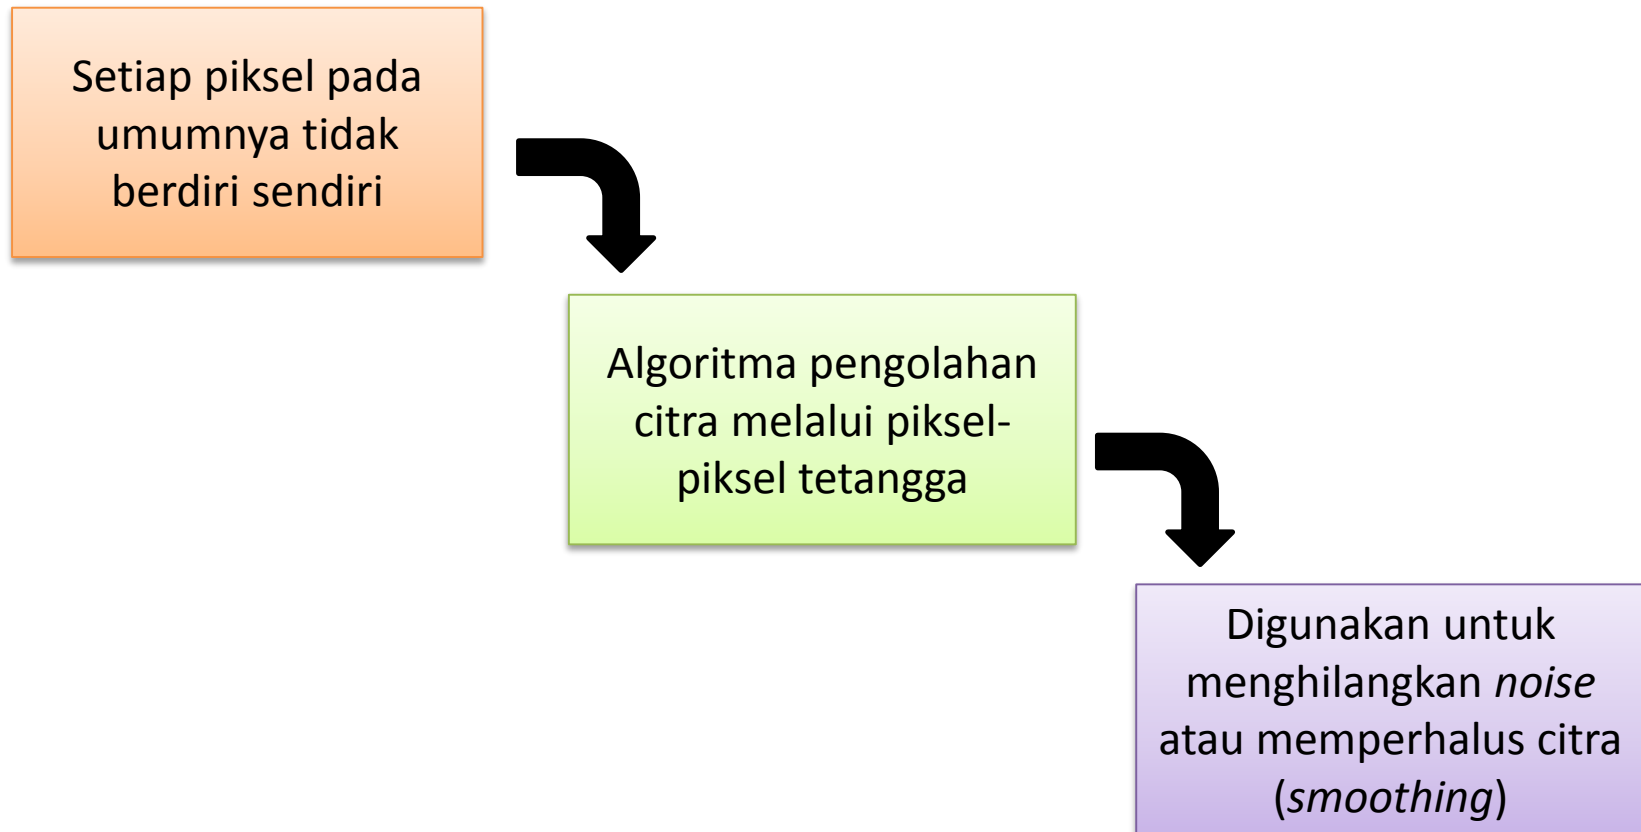 Setiap piksel pada
umumnya tidak
berdiri sendiri
Algoritma pengolahan
citra melalui piksel-
piksel tetangga
Digunakan untuk
menghilangkan noise
atau memperhalus citra
(smoothing)